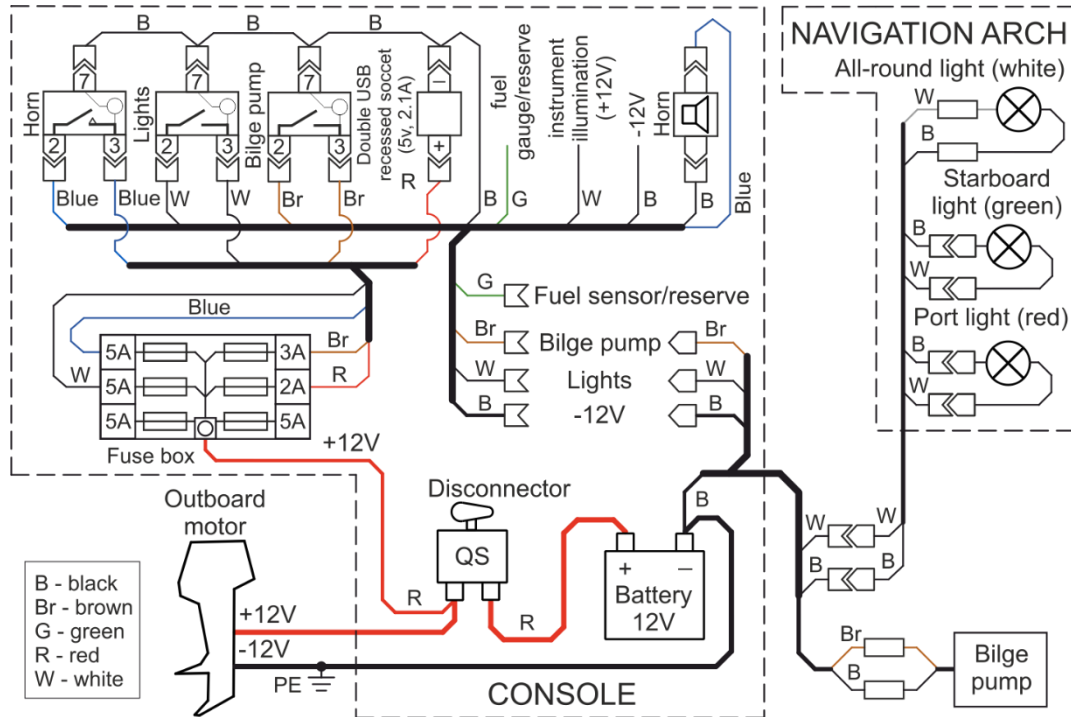 B
B
B
NAVIGATION ARCH
All-round light (white)
W
B
Starboard
light (green)
B
W
Port light (red)
B
W
Horn
7
2
3
Lights
7
2
3
Bilge pump
7
2
3
Double USB
recessed soccet
(5v, 2.1A)
–
+
fuel
gauge/reserve
instrument
illumination
(+12V)
-12V
Horn
Blue
Blue
Blue
W
W
Br
Br
R
B
G
W
B
B
G
Fuel sensor/reserve
Br
Bilge pump
Br
W
Lights
W
B
-12V
B
Blue
W
5A
3A
Br
5A
2A
R
5A
5A
Fuse box
+12V
Disconnector
QS
R
R
B
+ –
Battery
12V
Outboard
motor
+12V
-12V
PE
CONSOLE
W
W
B
B
Br
B
Bilge
pump
B - black
Br - brown
G - green
R - red
W - white